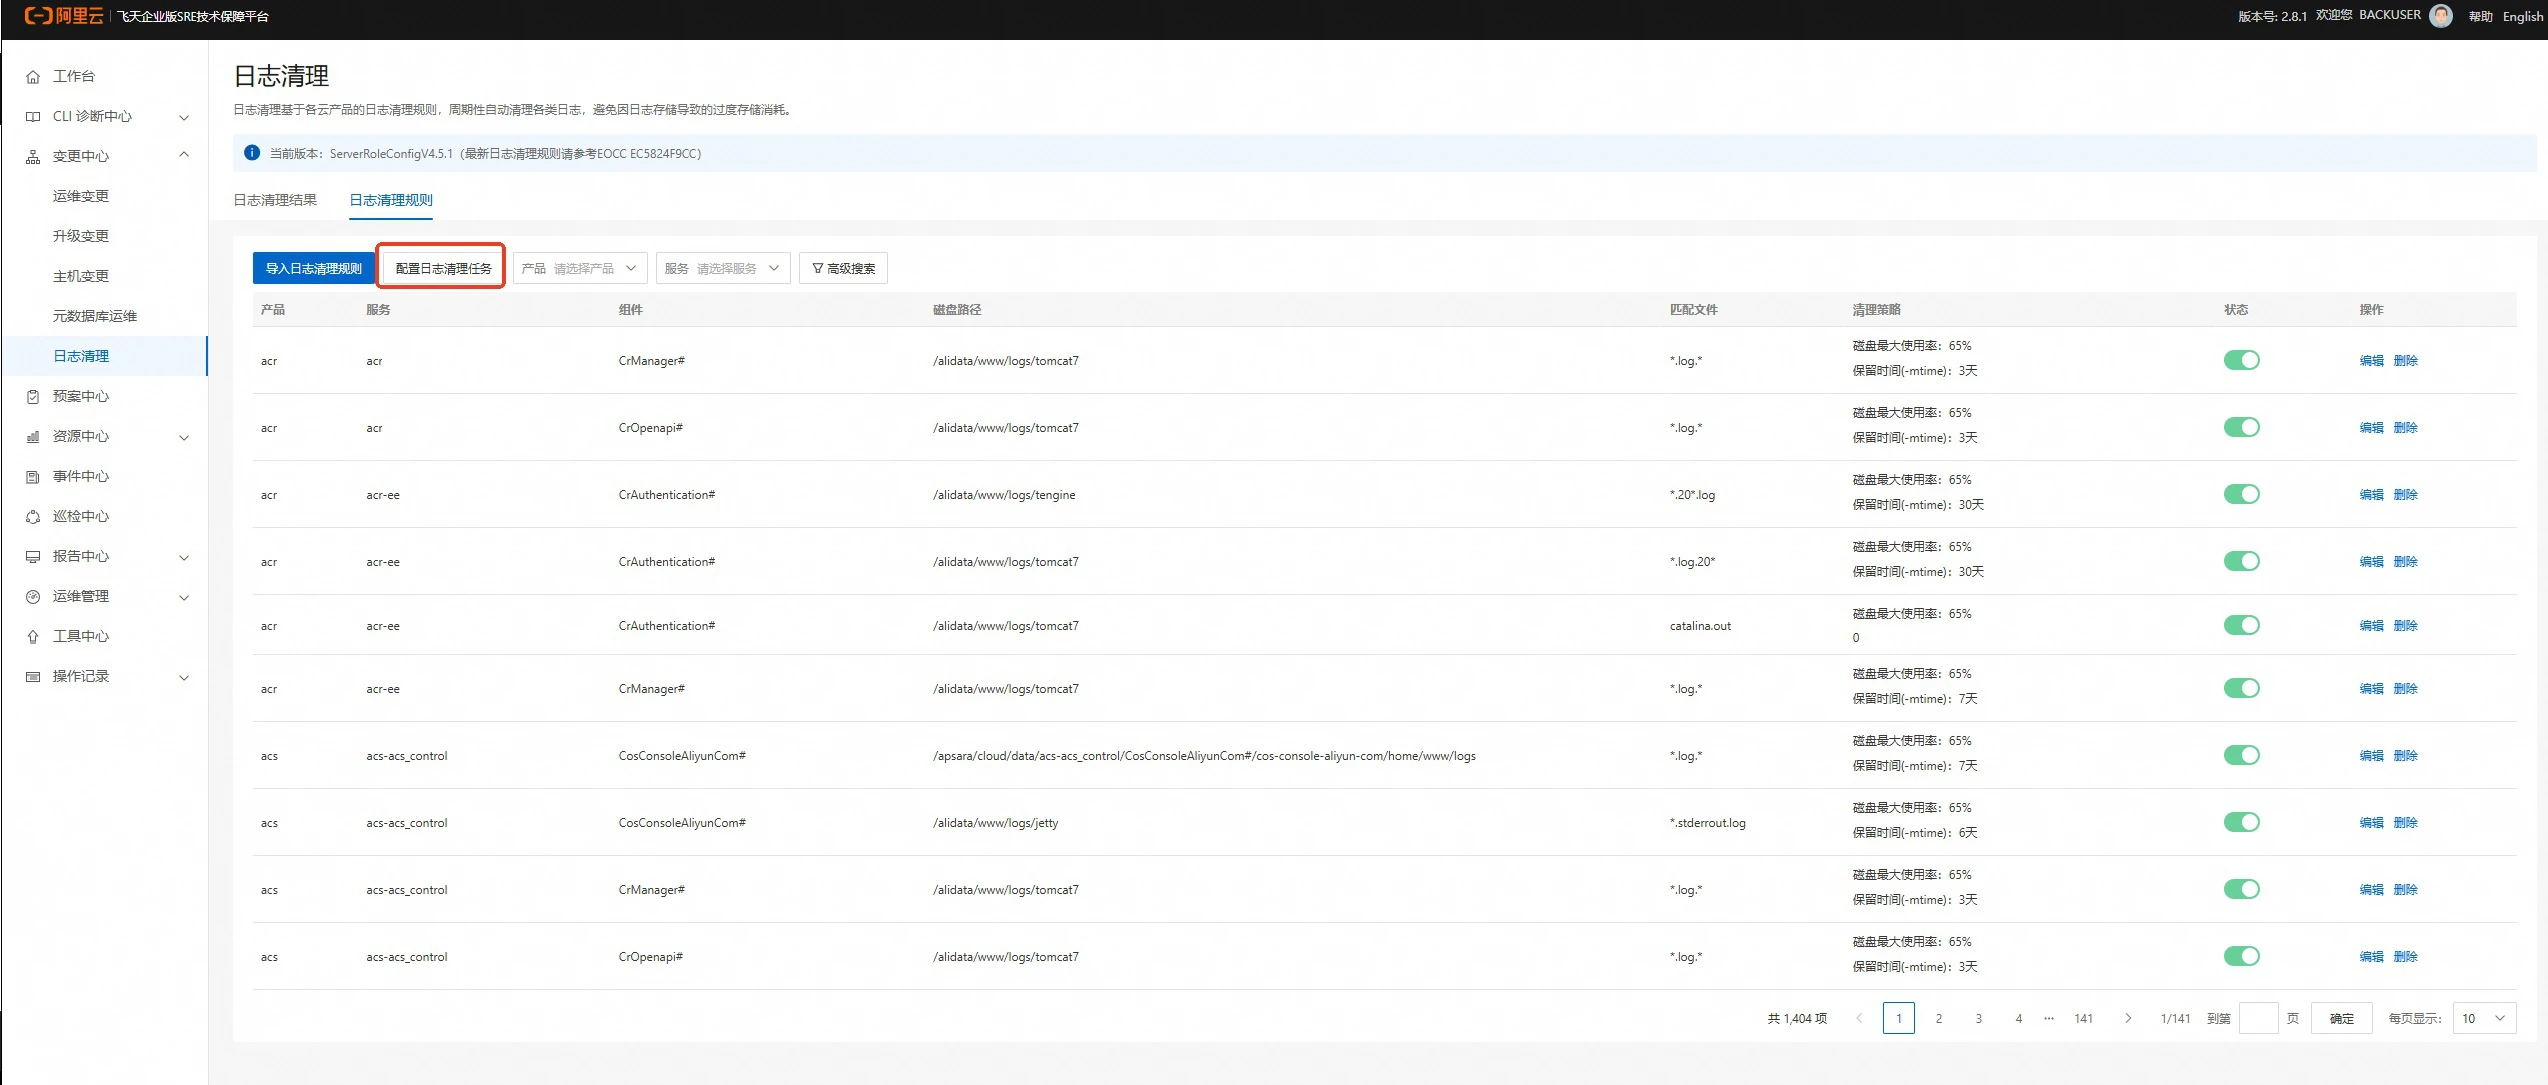 阿里云 飞天企业版SRE技术保障平台
版本号: 2.8.1 欢迎您 BACKUSER 帮助 English
工作台
CLI 诊断中心
变更中心
运维变更
升级变更
主机变更
元数据库运维
日志清理
预案中心
资源中心
事件中心
巡检中心
报告中心
运维管理
工具中心
操作记录
日志清理
日志清理基于各云产品的日志清理规则，周期性自动清理各类日志，避免因日志存储导致的过度存储消耗。
当前版本：ServerRoleConfigV4.5.1（最新日志清理规则请参考EOCC EC5824F9CC）
日志清理结果 日志清理规则
导入日志清理规则 配置日志清理任务 产品 请选择产品 服务 请选择服务 高级搜索
产品 服务 组件 磁盘路径 匹配文件 清理策略 状态 操作
acr acr CrManager# /alidata/www/logs/tomcat7 *.log.* 磁盘最大使用率：65% 编辑 删除
保留时间(-mtime)：3天
acr acr CrOpenapi# /alidata/www/logs/tomcat7 *.log.* 磁盘最大使用率：65% 编辑 删除
保留时间(-mtime)：3天
acr acr-ee CrAuthentication# /alidata/www/logs/tengine *.20*.log 磁盘最大使用率：65% 编辑 删除
保留时间(-mtime)：30天
acr acr-ee CrAuthentication# /alidata/www/logs/tomcat7 *.log.20* 磁盘最大使用率：65% 编辑 删除
保留时间(-mtime)：30天
acr acr-ee CrAuthentication# /alidata/www/logs/tomcat7 catalina.out 磁盘最大使用率：65% 编辑 删除
0
acr acr-ee CrManager# /alidata/www/logs/tomcat7 *.log.* 磁盘最大使用率：65% 编辑 删除
保留时间(-mtime)：7天
acs acs-acs_control CosConsoleAliyunCom# /apsara/cloud/data/acs-acs_control/CosConsoleAliyunCom#/cos-console-aliyun-com/home/www/logs *.log.* 磁盘最大使用率：65% 编辑 删除
保留时间(-mtime)：7天
acs acs-acs_control CosConsoleAliyunCom# /alidata/www/logs/jetty *.stderrout.log 磁盘最大使用率：65% 编辑 删除
保留时间(-mtime)：6天
acs acs-acs_control CrManager# /alidata/www/logs/tomcat7 *.log.* 磁盘最大使用率：65% 编辑 删除
保留时间(-mtime)：3天
acs acs-acs_control CrOpenapi# /alidata/www/logs/tomcat7 *.log.* 磁盘最大使用率：65% 编辑 删除
保留时间(-mtime)：3天
共 1,404 项 1 2 3 4 ··· 141 1/141 到第 页 确定 每页显示： 10